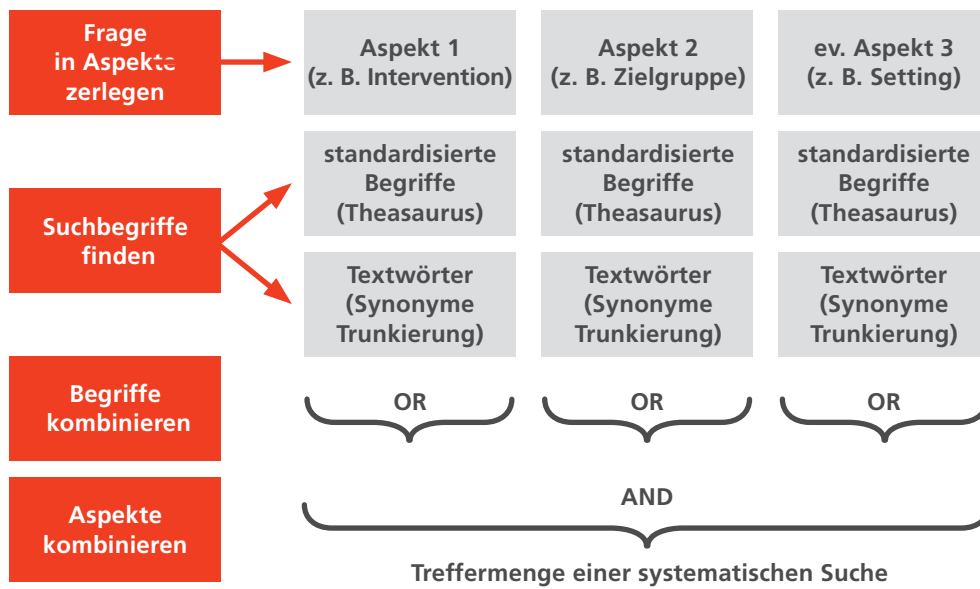 Frage
in Aspekte
zerlegen
Aspekt 1
(z. B. Intervention)
Aspekt 2
(z. B. Zielgruppe)
ev. Aspekt 3
(z. B. Setting)
Suchbegriffe
finden
standardisierte
Begriffe
(Theasaurus)
standardisierte
Begriffe
(Theasaurus)
standardisierte
Begriffe
(Theasaurus)
Textwörter
(Synonyme
Trunkierung)
Textwörter
(Synonyme
Trunkierung)
Textwörter
(Synonyme
Trunkierung)
Begriffe
kombinieren
OR
OR
OR
Aspekte
kombinieren
AND
Treffermenge einer systematischen Suche